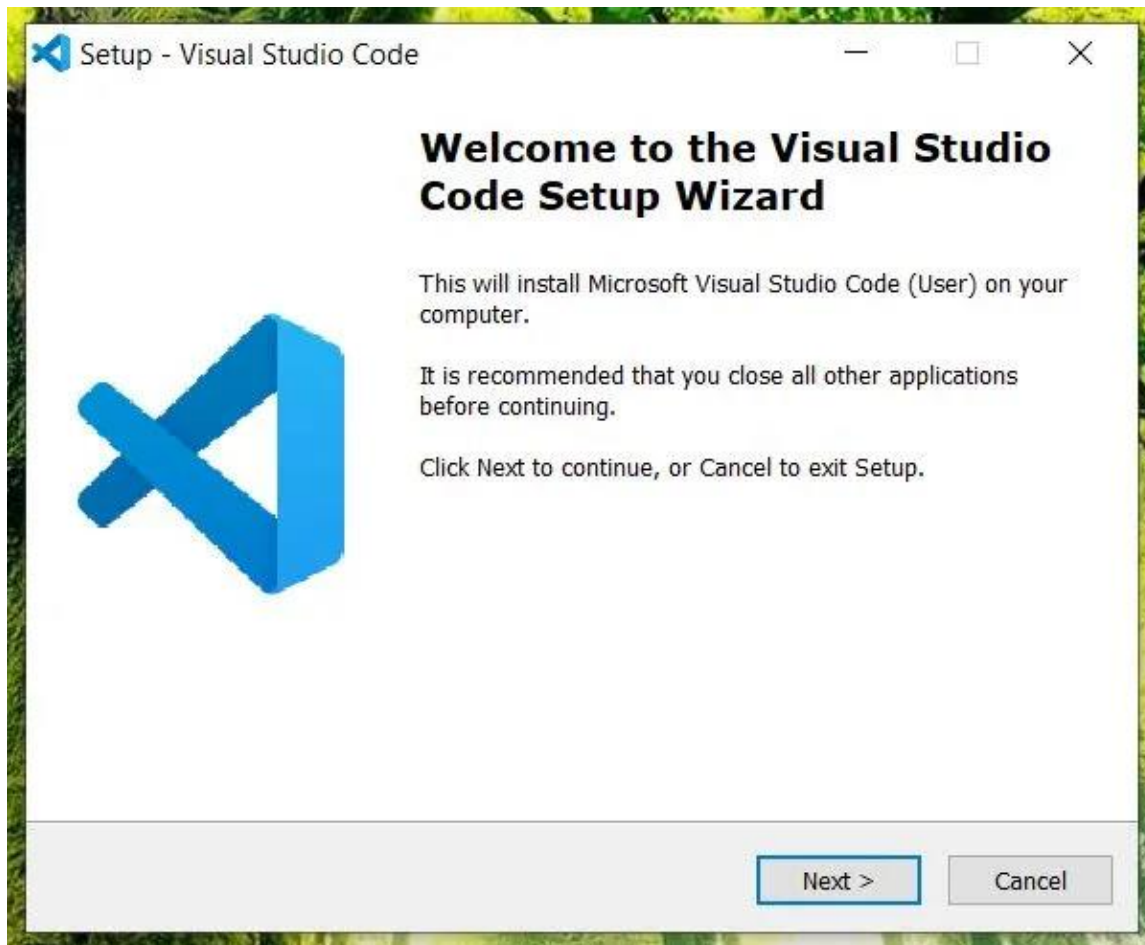 Setup - Visual Studio Code
Welcome to the Visual Studio
Code Setup Wizard
This will install Microsoft Visual Studio Code (User) on your
computer.
It is recommended that you close all other applications
before continuing.
Click Next to continue, or Cancel to exit Setup.
Next >
Cancel